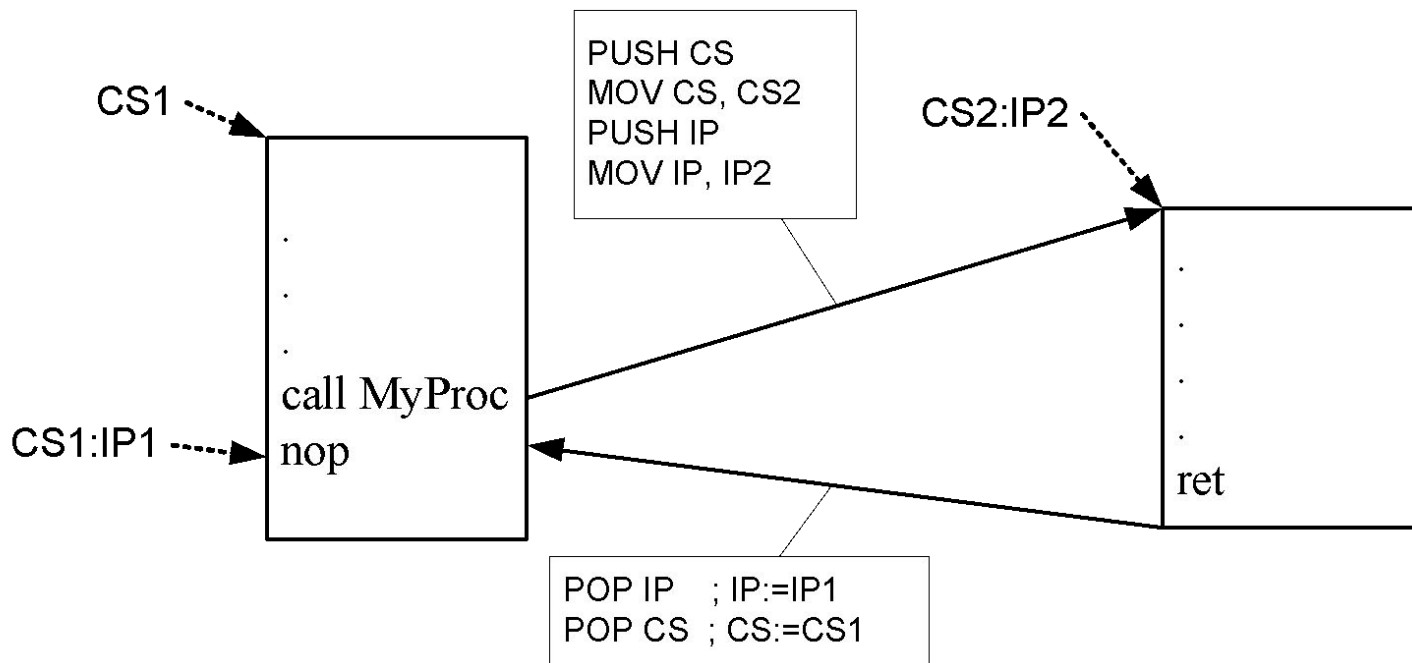 PUSH CS
MOV CS, CS2
PUSH IP
MOV IP, IP2
CS1
CS2:IP2
.
.
.
call MyProc
CS1:IP1
nop
.
.
.
.
ret
POP IP ; IP:=IP1
POP CS ; CS:=CS1